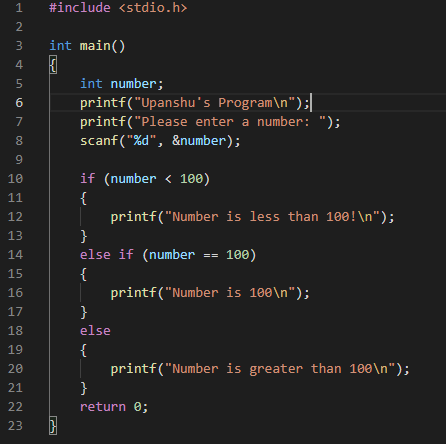 1 #include <stdio.h>
2
3 int main()
4 {
5     int number;
6     printf("Upanshu's Program\n");
7     printf("Please enter a number: ");
8     scanf("%d", &number);
9
10     if (number < 100)
11     {
12         printf("Number is less than 100!\n");
13     }
14     else if (number == 100)
15     {
16         printf("Number is 100\n");
17     }
18     else
19     {
20         printf("Number is greater than 100\n");
21     }
22     return 0;
23 }